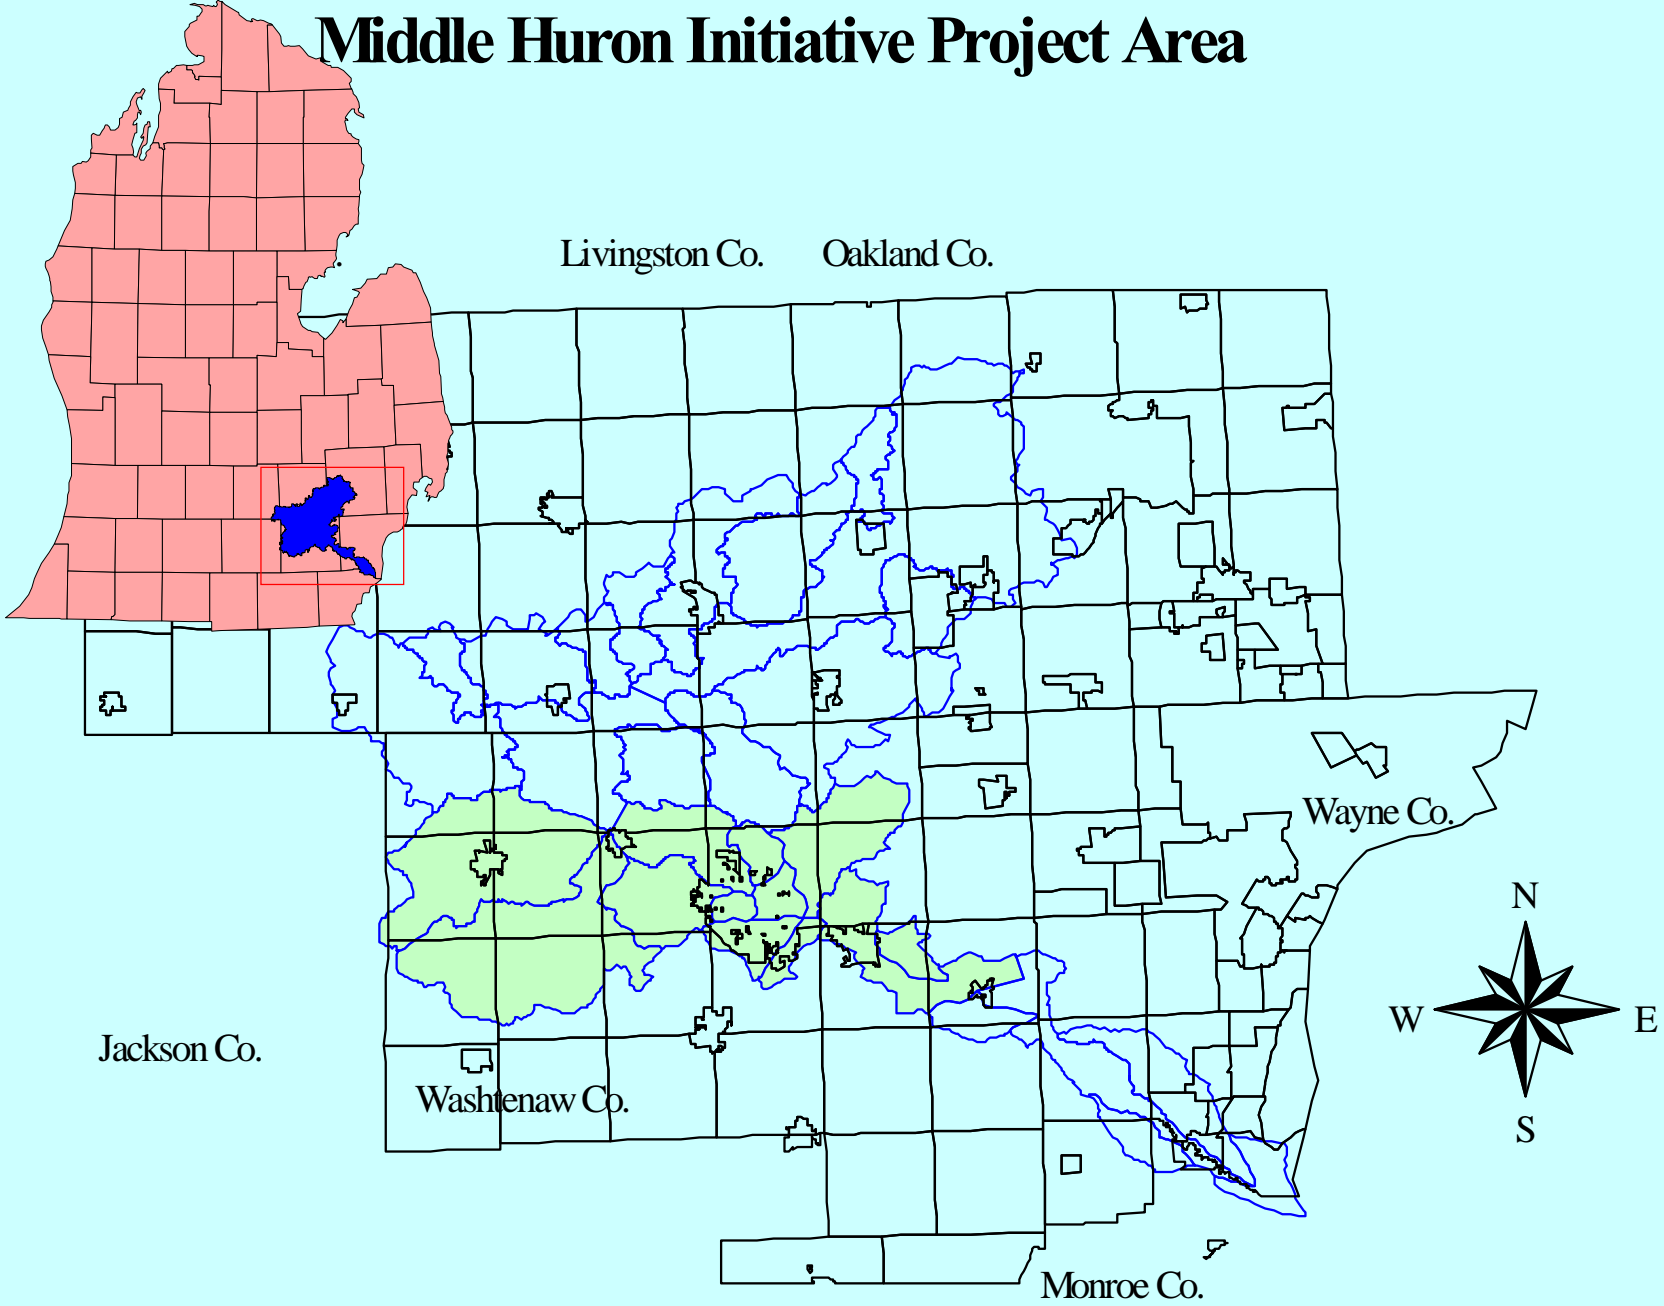 Middle Huron Initiative Project Area
Livingston Co.
Oakland Co.
Wayne Co.
N
W
E
S
Jackson Co.
Washtenaw Co.
Monroe Co.